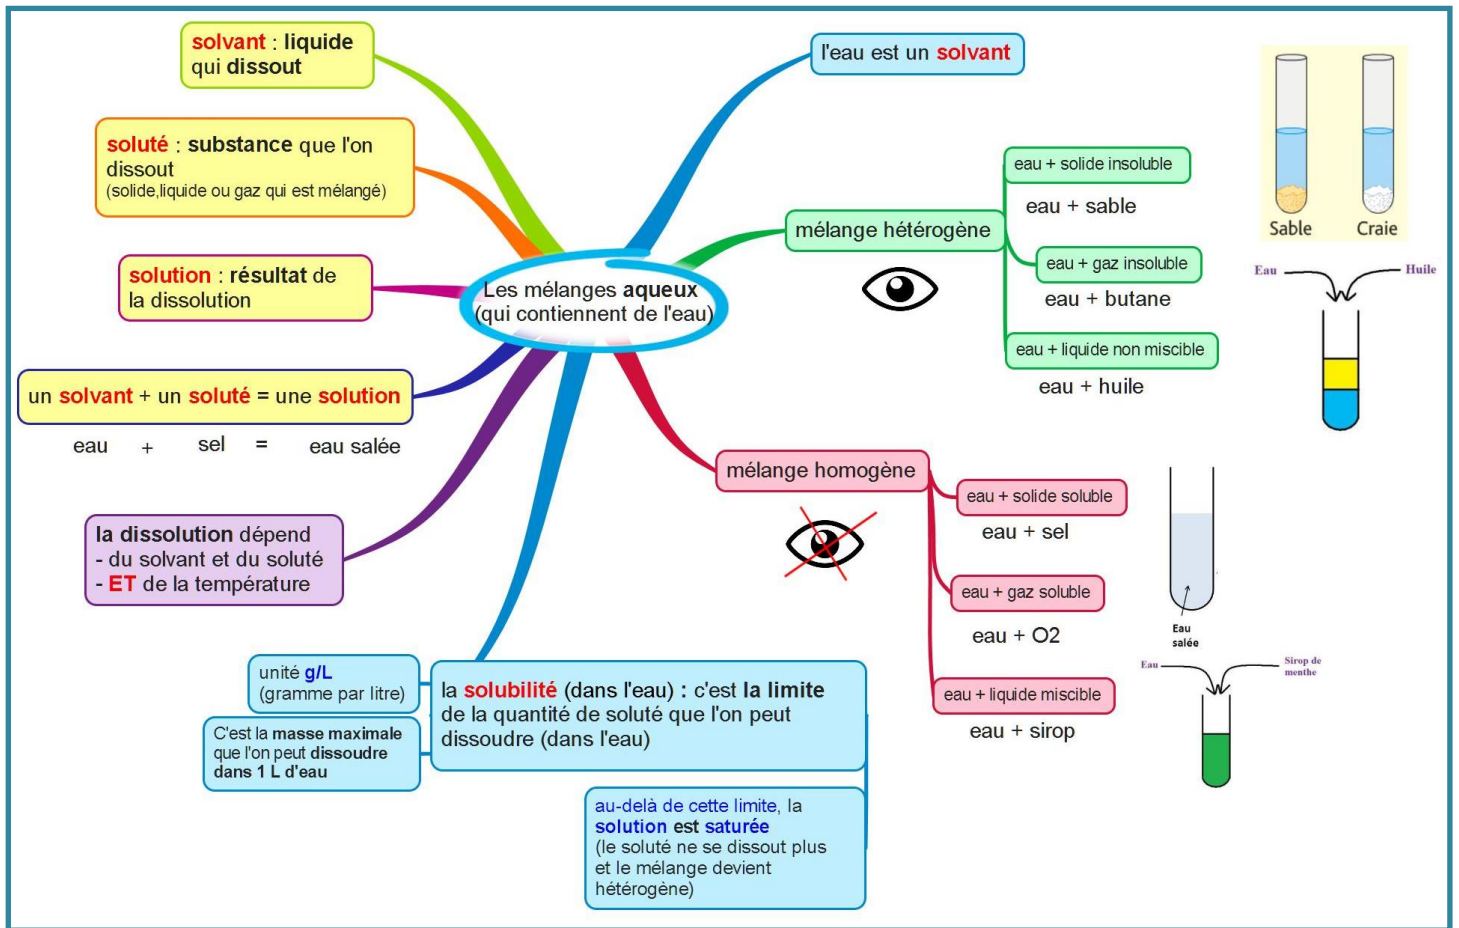 solvant : liquide
qui dissout
soluté : substance que l'on
dissout
(solide,liquide ou gaz qui est mélangé)
solution : résultat de
la dissolution
un solvant + un soluté = une solution
eau + sel = eau salée
la dissolution dépend
- du solvant et du soluté
- ET de la température
Les mélanges aqueux
(qui contiennent de l'eau)
l'eau est un solvant
mélange hétérogène
eau + solide insoluble
eau + sable
eau + gaz insoluble
eau + butane
eau + liquide non miscible
eau + huile
Sable
Craie
Eau
Huile
mélange homogène
eau + solide soluble
eau + sel
eau + gaz soluble
eau + O2
eau + liquide miscible
eau + sirop
Eau
salée
Eau
Sirop de
menthe
unité g/L
(gramme par litre)
C'est la masse maximale
que l'on peut dissoudre
dans 1 L d'eau
la solubilité (dans l'eau) : c'est la limite
de la quantité de soluté que l'on peut
dissoudre (dans l'eau)
au-delà de cette limite, la
solution est saturée
(le soluté ne se dissout plus
et le mélange devient
hétérogène)